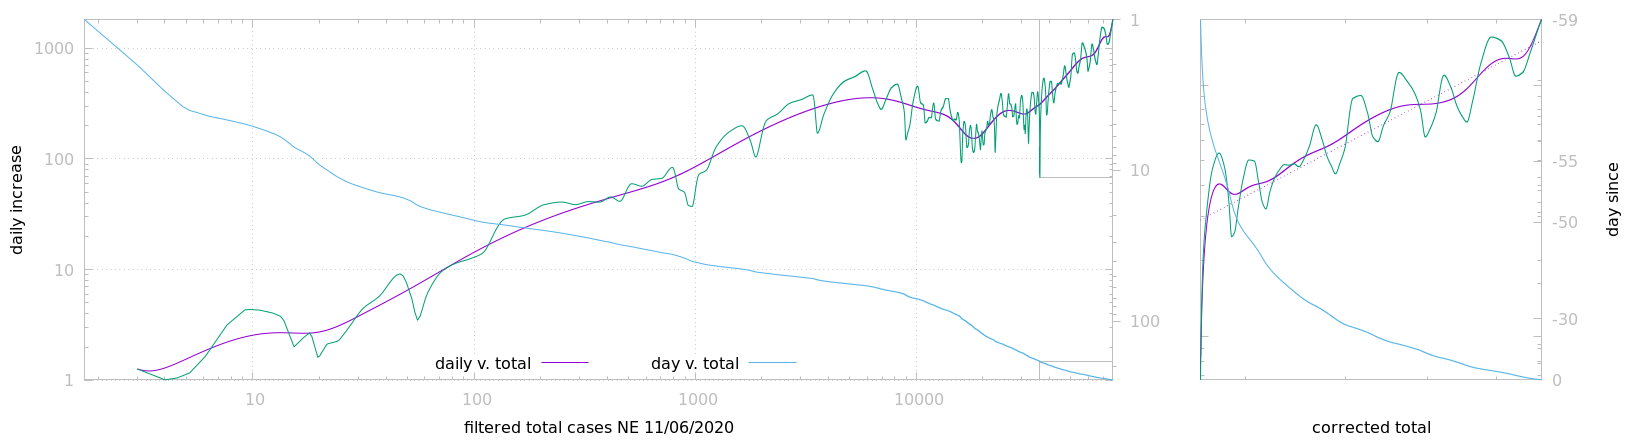 1000
100
10
1
daily increase
10
100
1000
10000
filtered total cases NE 11/06/2020
daily v. total
day v. total
1
10
100
-59
-55
-50
-30
0
day since
corrected total